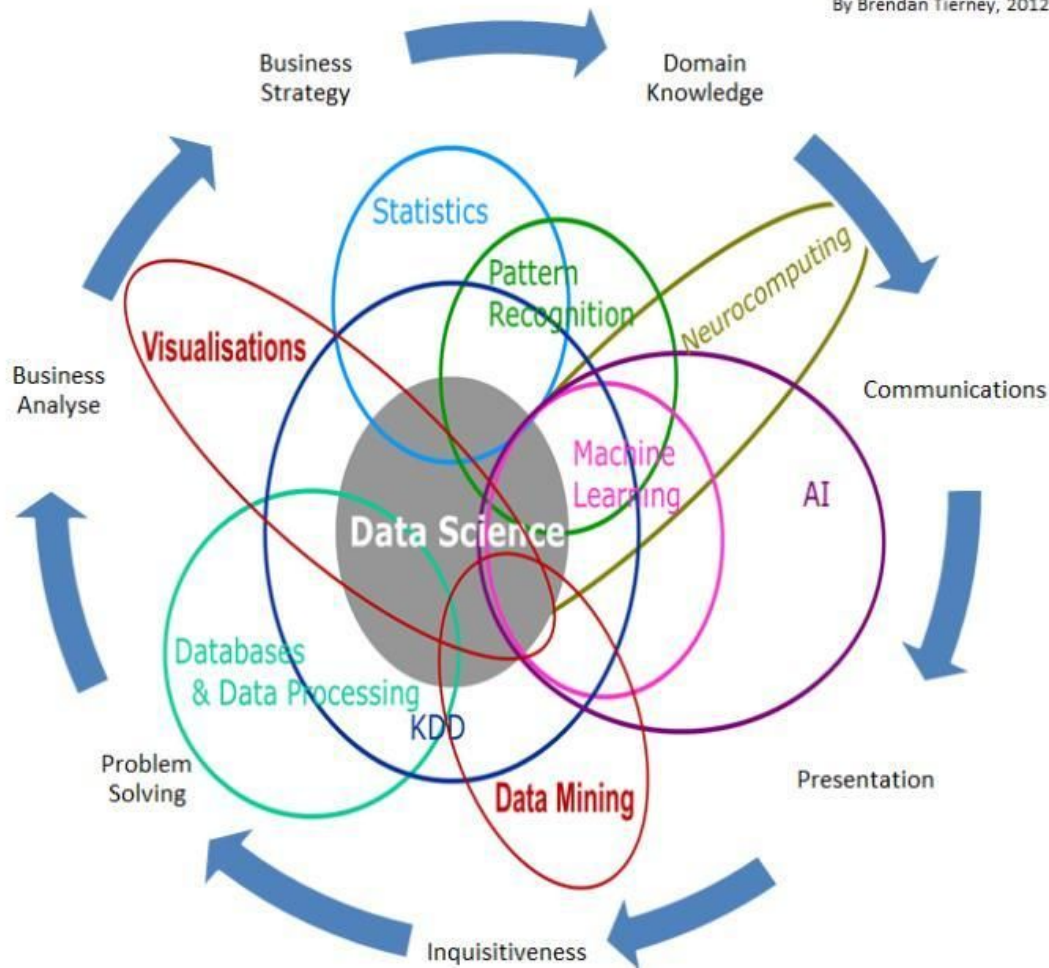 By Brendan Tierney, 2012
Business
Strategy
Domain
Knowledge
Statistics
Pattern
Recognition
Neurocomputing
Visualisations
Business
Analyse
Communications
Machine
Learning
AI
Data Science
Databases
& Data Processing
KDD
Problem
Solving
Presentation
Data Mining
Inquisitiveness